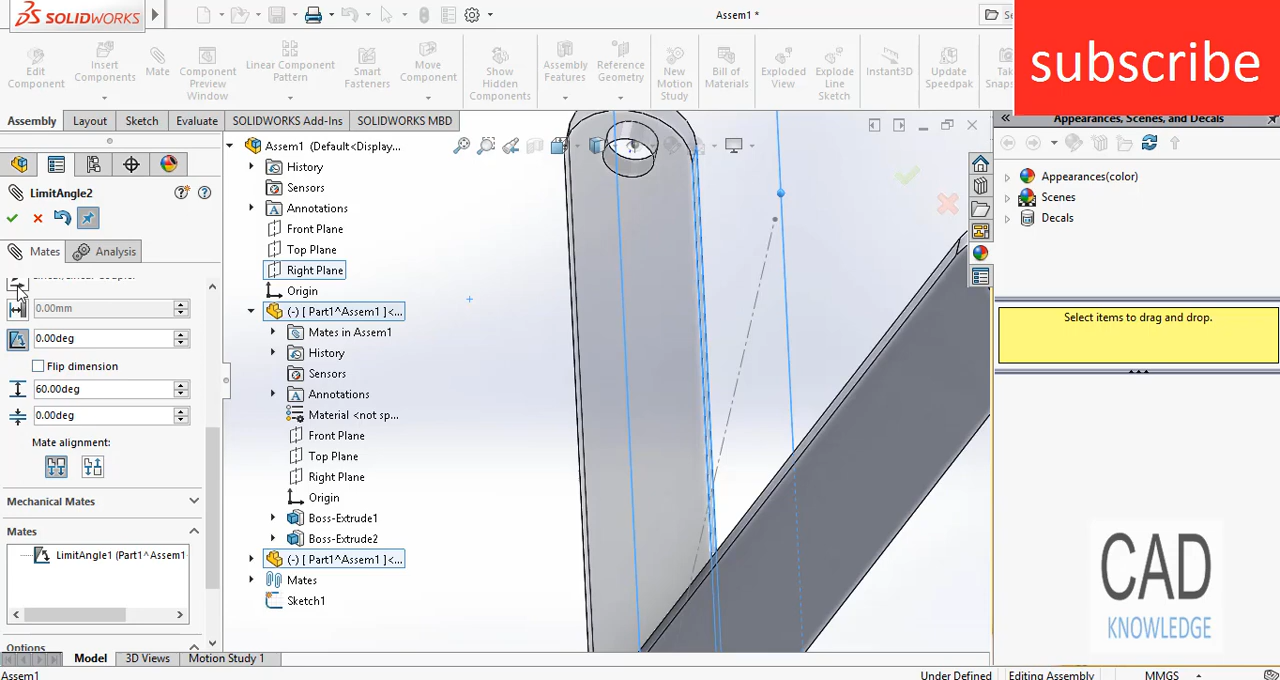 SOLIDWORKS
Assem1 *
Se
subscribe
Edit Component
Insert Components
Mate
Component Preview Window
Linear Component Pattern
Smart Fasteners
Move Component
Show Hidden Components
Assembly Features
Reference Geometry
New Motion Study
Bill of Materials
Exploded View
Explode Line Sketch
Instant3D
Update Speedpak
Assembly
Layout
Sketch
Evaluate
SOLIDWORKS Add-Ins
SOLIDWORKS MBD
Appearances, Scenes, and Decals
LimitAngle2
Mates
Analysis
0.00mm
0.00deg
Flip dimension
60.00deg
0.00deg
Mate alignment:
Mechanical Mates
Mates
LimitAngle1 (Part1^Assem1
Options
Assem1 (Default<Display...
History
Sensors
Annotations
Front Plane
Top Plane
Right Plane
Origin
(-) [ Part1^Assem1 ]<...
Mates in Assem1
History
Sensors
Annotations
Material <not sp...
Front Plane
Top Plane
Right Plane
Origin
Boss-Extrude1
Boss-Extrude2
(-) [ Part1^Assem1 ]<...
Mates
Sketch1
Appearances(color)
Scenes
Decals
Select items to drag and drop.
CAD
KNOWLEDGE
Model
3D Views
Motion Study 1
Assem1
Under Defined
Editing Assembly
MMGS